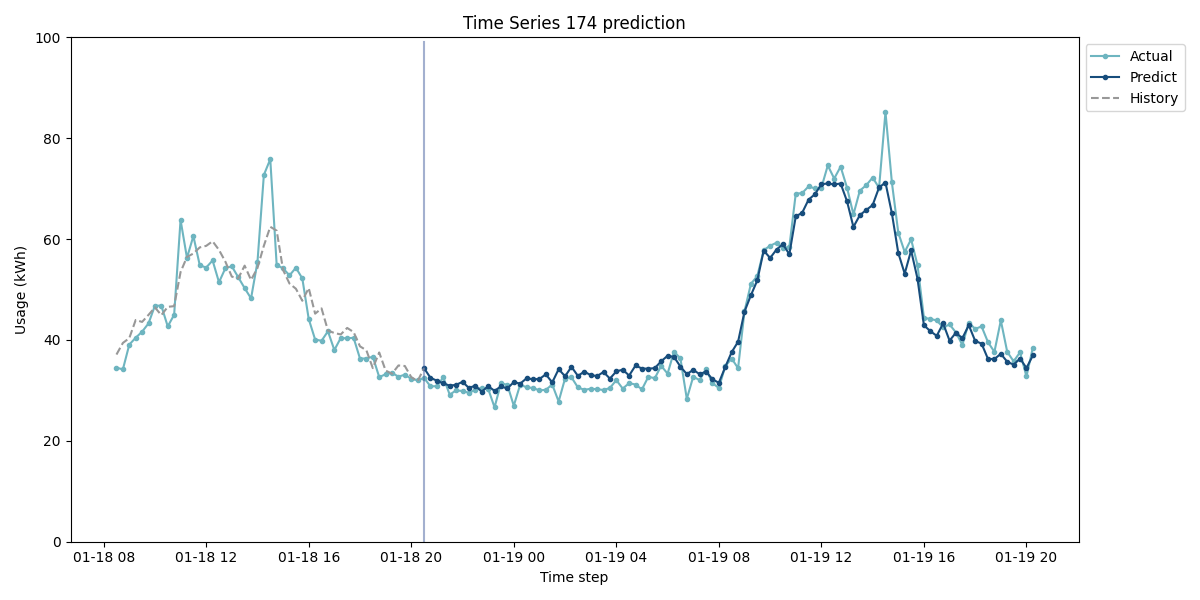 Time Series 174 prediction
Usage (kWh)
100
80
60
40
20
0
01-18 08
01-18 12
01-18 16
01-18 20
01-19 00
01-19 04
01-19 08
01-19 12
01-19 16
01-19 20
Time step
Actual
Predict
History